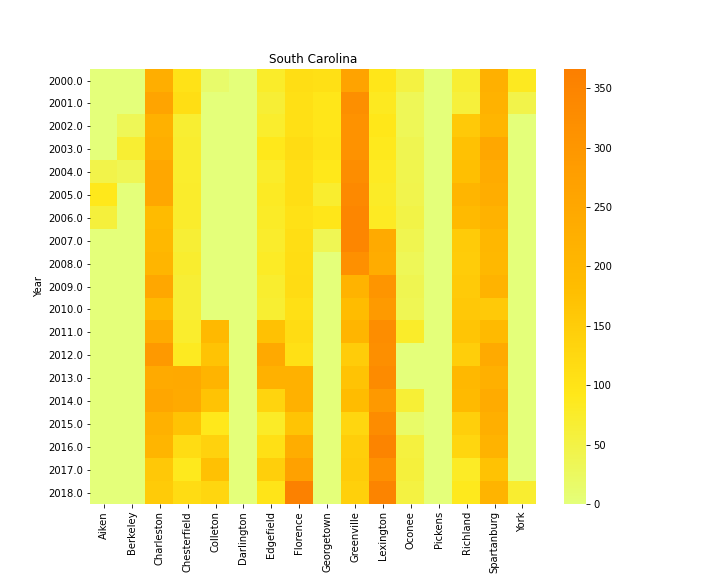 South Carolina
Year
2000.0
2001.0
2002.0
2003.0
2004.0
2005.0
2006.0
2007.0
2008.0
2009.0
2010.0
2011.0
2012.0
2013.0
2014.0
2015.0
2016.0
2017.0
2018.0
Aiken
Berkeley
Charleston
Chesterfield
Colleton
Darlington
Edgefield
Florence
Georgetown
Greenville
Lexington
Oconee
Pickens
Richland
Spartanburg
York
350
300
250
200
150
100
50
0